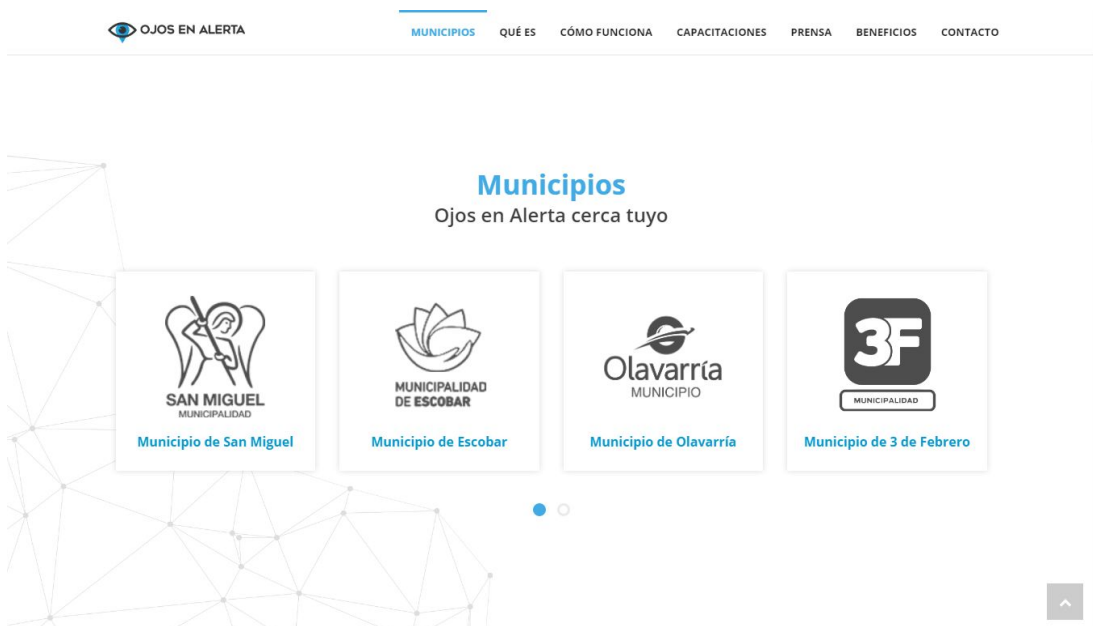 OJOS EN ALERTA
MUNICIPIOS QUÉ ES CÓMO FUNCIONA CAPACITACIONES PRENSA BENEFICIOS CONTACTO
Municipios
Ojos en Alerta cerca tuyo
SAN MIGUEL
MUNICIPALIDAD
Municipio de San Miguel
MUNICIPALIDAD
DE ESCOBAR
Municipio de Escobar
Olavarría
MUNICIPIO
Municipio de Olavarría
3F
MUNICIPALIDAD
Municipio de 3 de Febrero